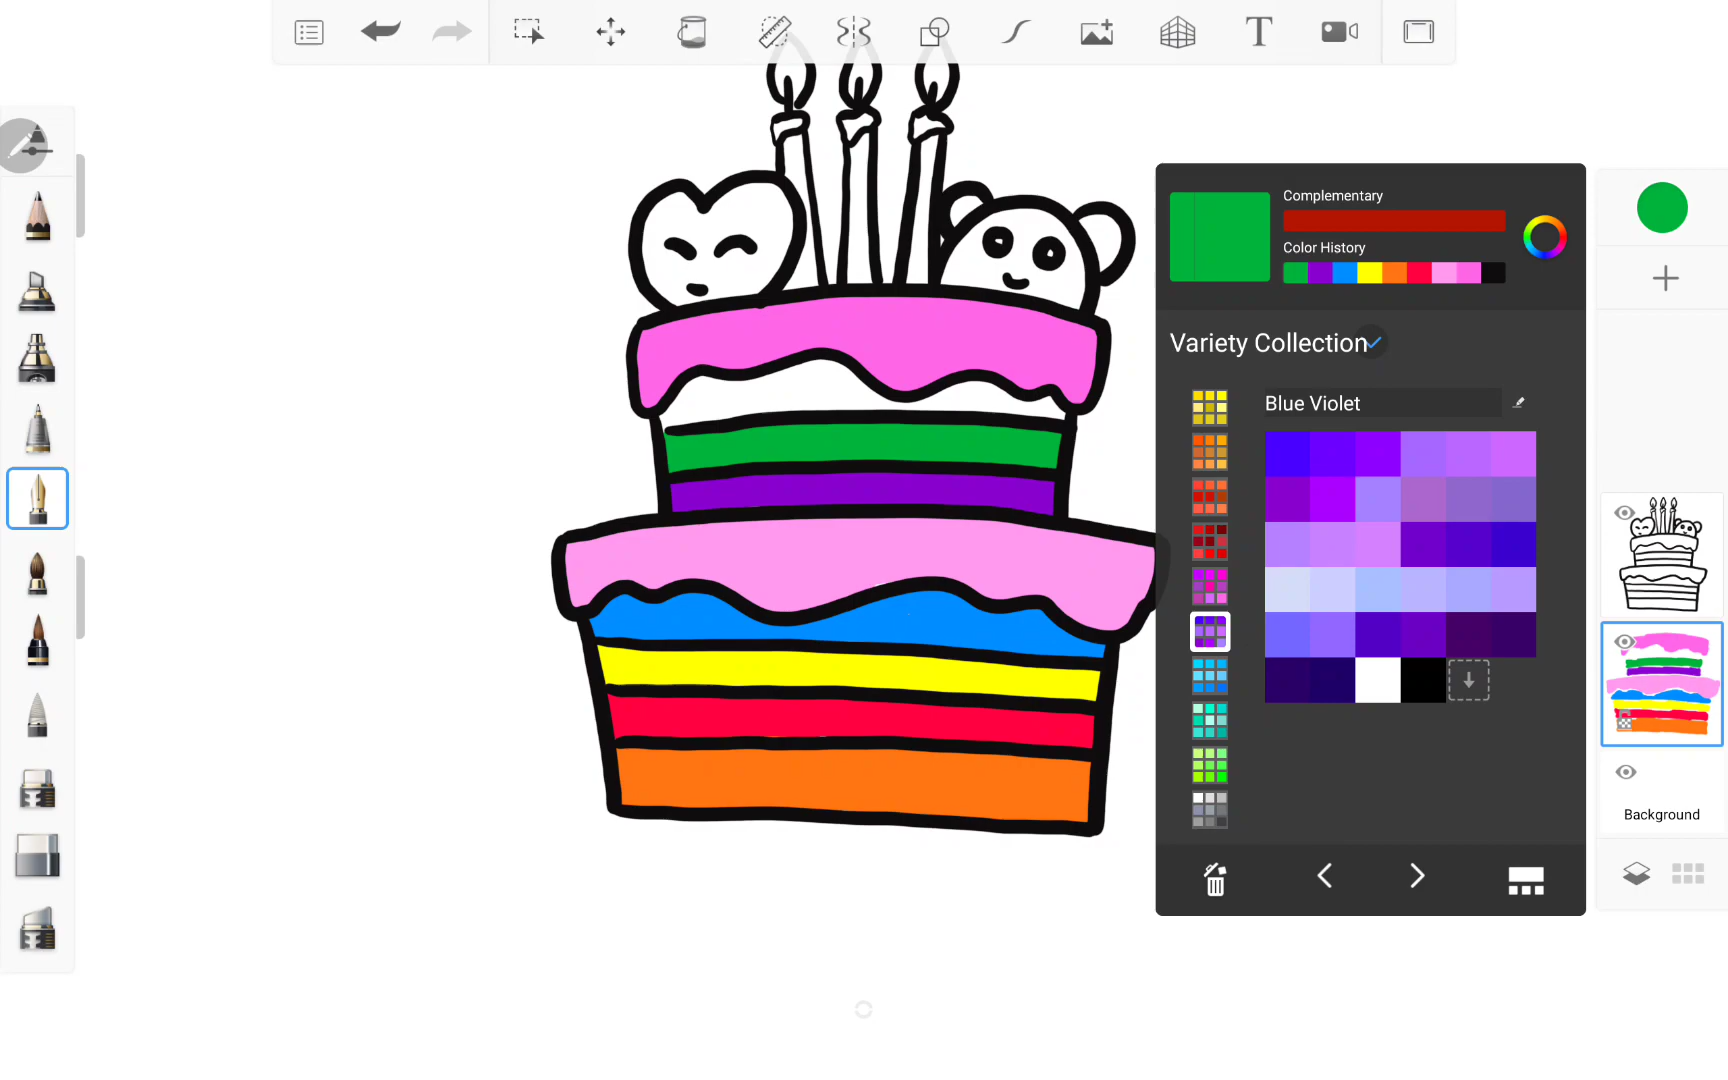 T
Complementary
Color History
Variety Collection
Blue Violet
Background